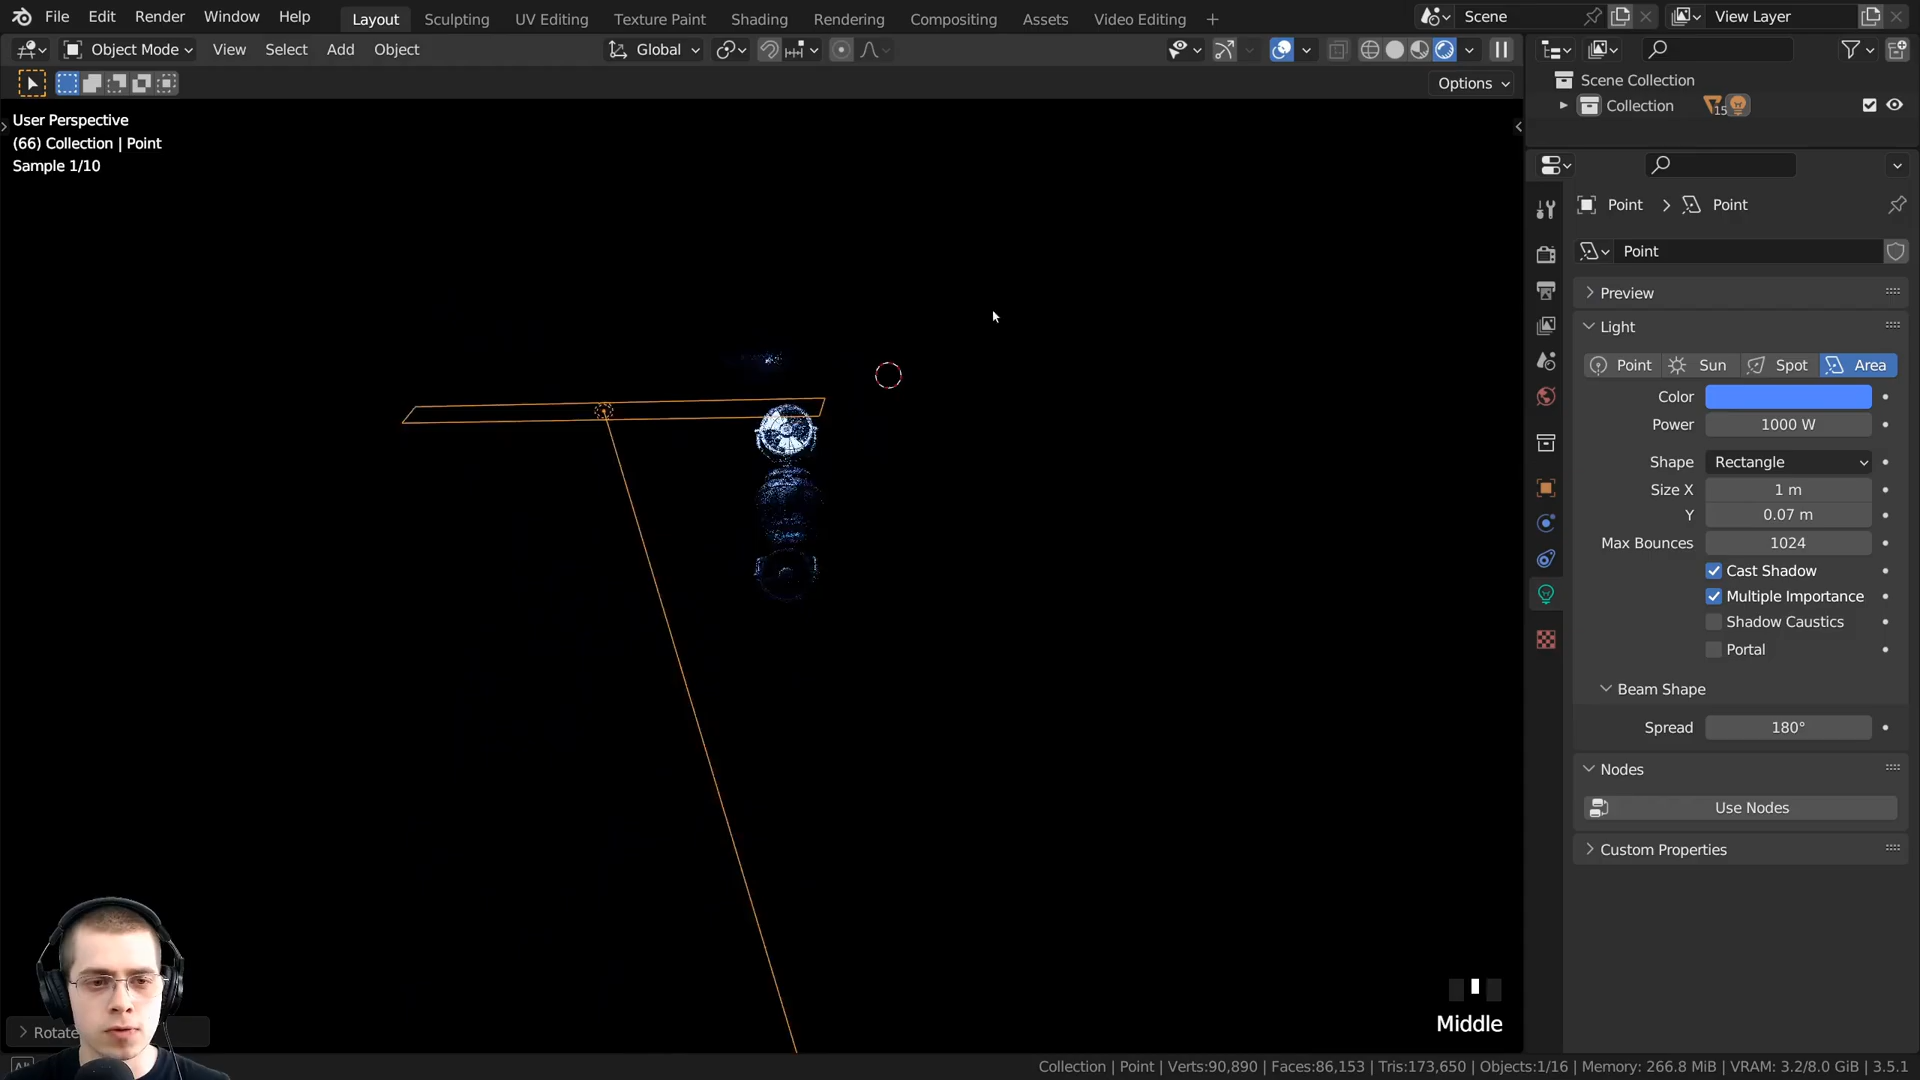 File Edit Render Window Help Layout Sculpting UV Editing Texture Paint Shading Rendering Compositing Assets Video Editing + Scene View Layer
Object Mode View Select Add Object Global
Options
Scene Collection
Collection 15
User Perspective
(66) Collection | Point
Sample 1/10
Point > Point
Point
Preview
Light
Point Sun Spot Area
Color
Power 1000 W
Shape Rectangle
Size X 1 m
Y 0.07 m
Max Bounces 1024
Cast Shadow
Multiple Importance
Shadow Caustics
Portal
Beam Shape
Spread 180°
Nodes
Use Nodes
Custom Properties
Rotate
Middle
Collection | Point | Verts:90,890 | Faces:86,153 | Tris:173,650 | Objects:1/16 | Memory: 266.8 MiB | VRAM: 3.2/8.0 GiB | 3.5.1